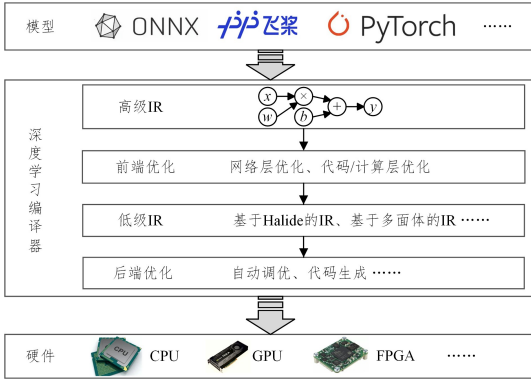 模型 ONNX 飞桨 PyTorch ……
深度学习编译器
高级IR x × w b + y
前端优化 网络层优化、代码/计算层优化
低级IR 基于Halide的IR、基于多面体的IR ……
后端优化 自动调优、代码生成 ……
硬件 CPU CPU GPU FPGA ……